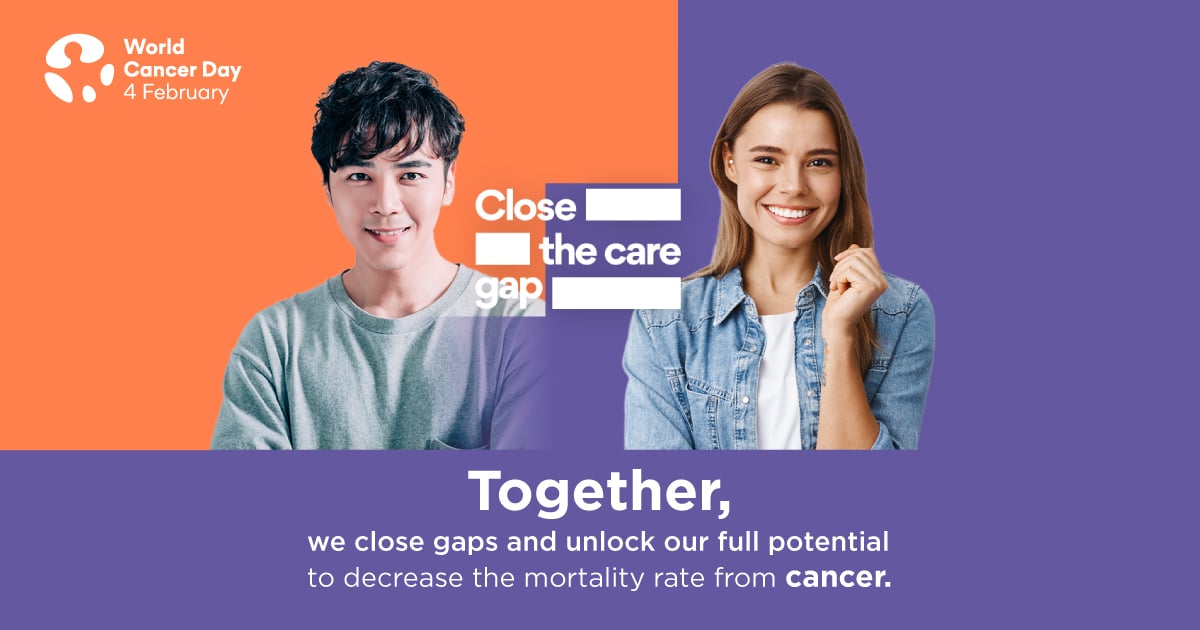 World
Cancer Day
4 February
Close
the care
gap
Together,
we close gaps and unlock our full potential
to decrease the mortality rate from cancer.